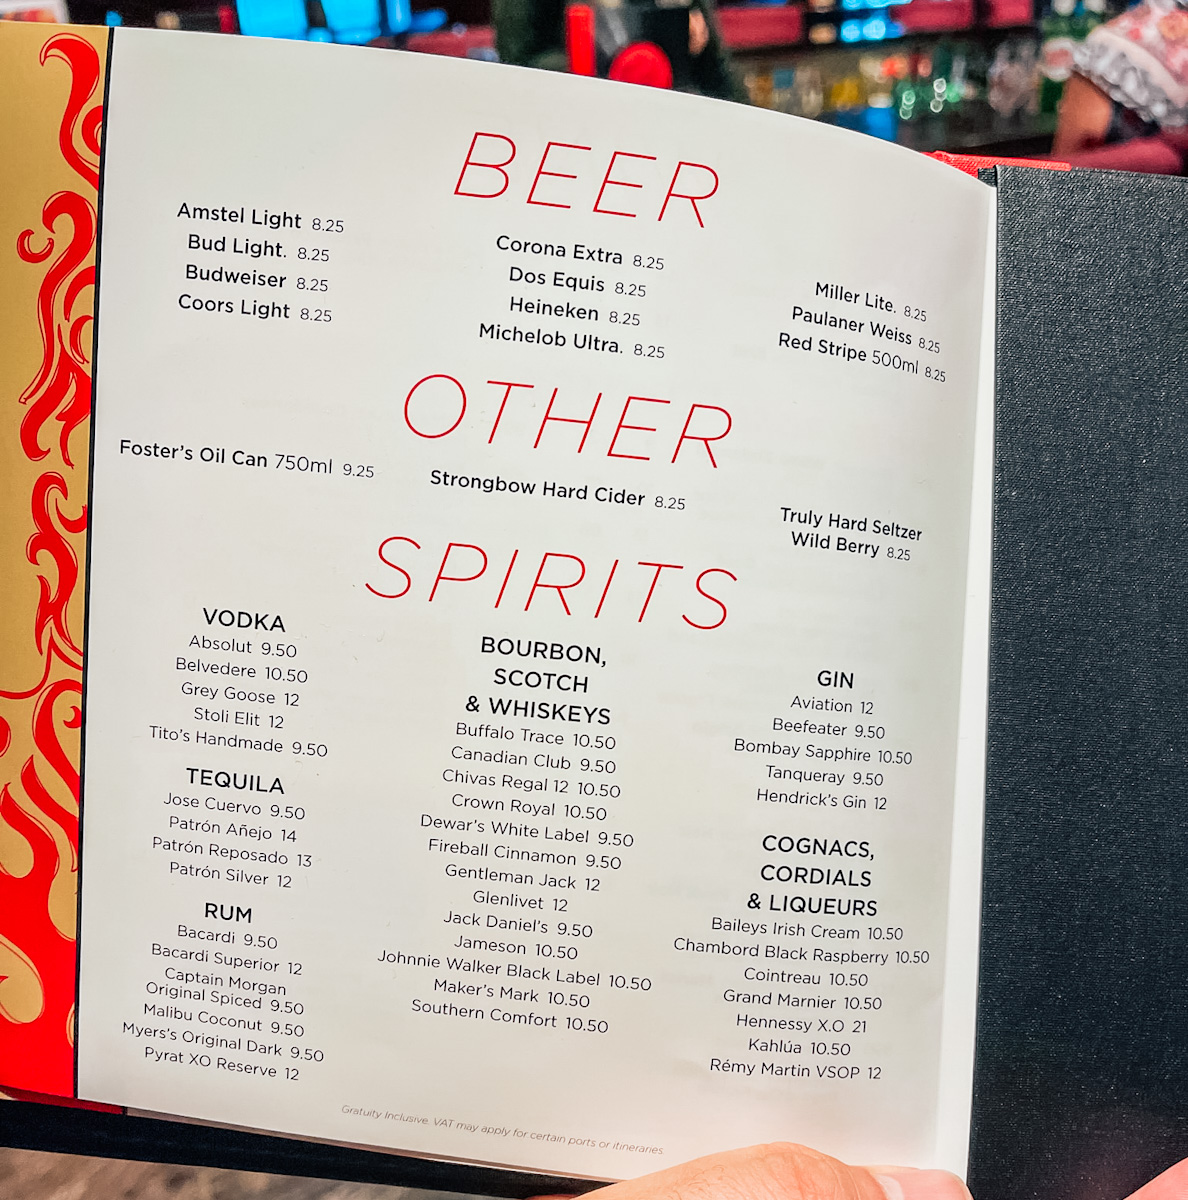 BEER
Amstel Light 8.25
Bud Light. 8.25
Budweiser 8.25
Coors Light 8.25
Corona Extra 8.25
Dos Equis 8.25
Heineken 8.25
Michelob Ultra. 8.25
Miller Lite. 8.25
Paulaner Weiss 8.25
Red Stripe 500ml 8.25
OTHER
Foster's Oil Can 750ml 9.25
Strongbow Hard Cider 8.25
Truly Hard Seltzer
Wild Berry 8.25
SPIRITS
VODKA
Absolut 9.50
Belvedere 10.50
Grey Goose 12
Stoli Elit 12
Tito's Handmade 9.50
TEQUILA
Jose Cuervo 9.50
Patrón Añejo 14
Patrón Reposado 13
Patrón Silver 12
RUM
Bacardi 9.50
Bacardi Superior 12
Captain Morgan
Original Spiced 9.50
Malibu Coconut 9.50
Myers's Original Dark 9.50
Pyrat XO Reserve 12
BOURBON,
SCOTCH
& WHISKEYS
Buffalo Trace 10.50
Canadian Club 9.50
Chivas Regal 12 10.50
Crown Royal 10.50
Dewar's White Label 9.50
Fireball Cinnamon 9.50
Gentleman Jack 12
Glenlivet 12
Jack Daniel's 9.50
Jameson 10.50
Johnnie Walker Black Label 10.50
Maker's Mark 10.50
Southern Comfort 10.50
GIN
Aviation 12
Beefeater 9.50
Bombay Sapphire 10.50
Tanqueray 9.50
Hendrick's Gin 12
COGNACS,
CORDIALS
& LIQUEURS
Baileys Irish Cream 10.50
Chambord Black Raspberry 10.50
Cointreau 10.50
Grand Marnier 10.50
Hennessy X.O 21
Kahlúa 10.50
Rémy Martin VSOP 12
Gratuity Inclusive. VAT may apply for certain ports or itineraries.